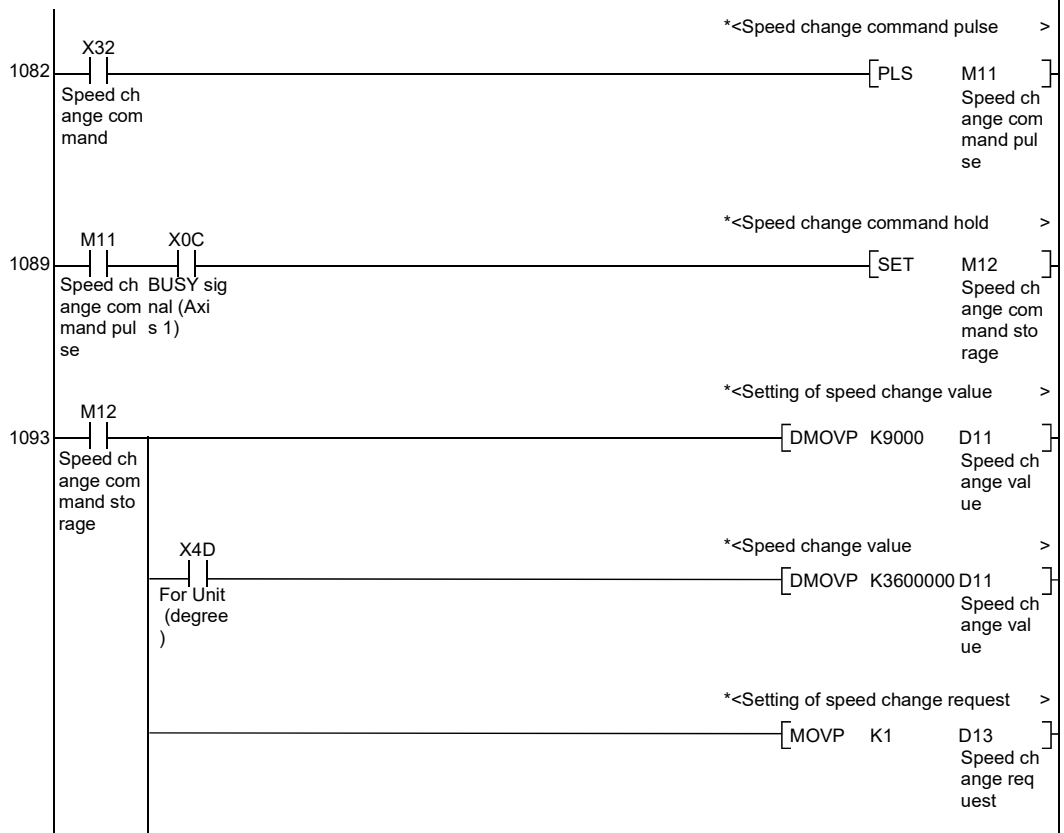 *<Speed change command pulse >
X32
1082 PLS M11
Speed ch
ange com
mand
Speed ch
ange com
mand pul
se
*<Speed change command hold >
M11 X0C
1089 SET M12
Speed ch
ange com
mand pul
se
BUSY sig
nal (Axi
s 1)
Speed ch
ange com
mand sto
rage
*<Setting of speed change value >
M12
1093 DMOVP K9000 D11
Speed ch
ange com
mand sto
rage
Speed ch
ange val
ue
*<Speed change value >
X4D
DMOVP K3600000 D11
For Unit
(degree
)
Speed ch
ange val
ue
*<Setting of speed change request >
MOVP K1 D13
Speed ch
ange req
uest